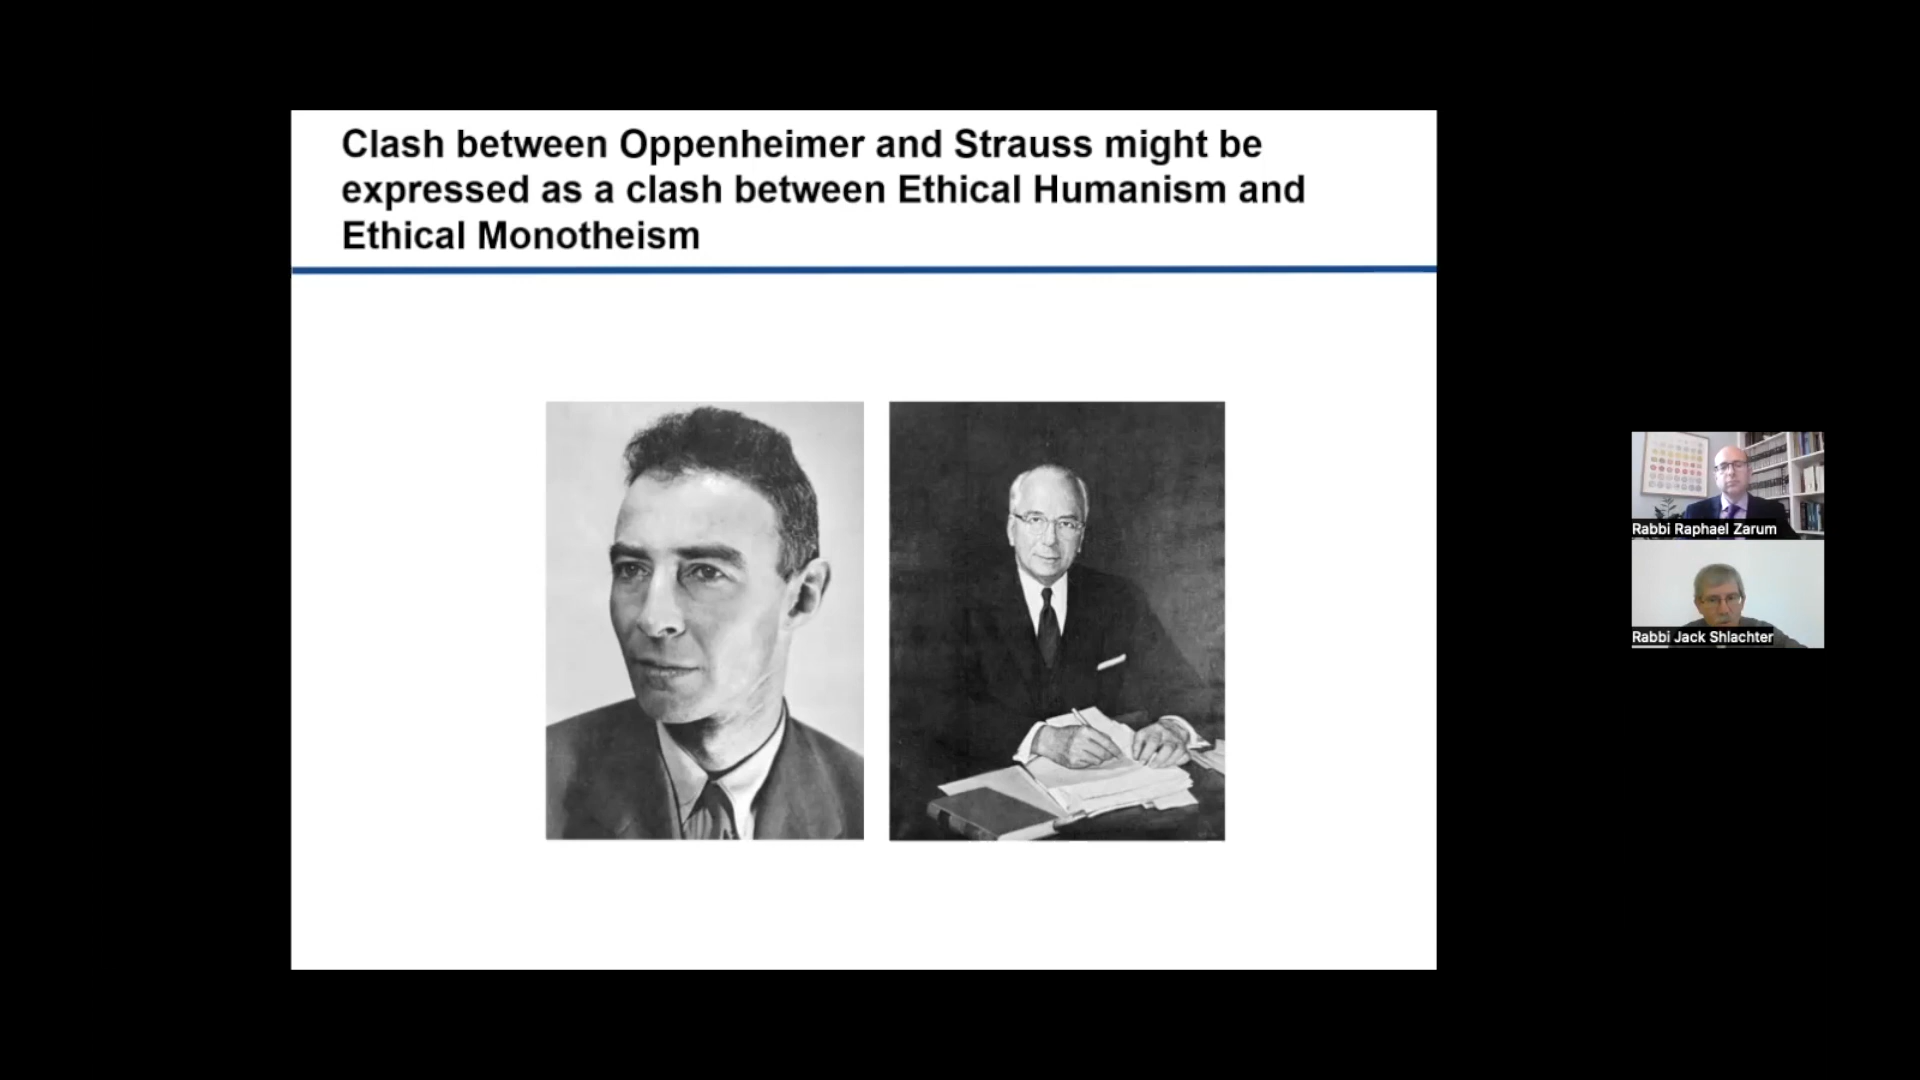 Clash between Oppenheimer and Strauss might be
expressed as a clash between Ethical Humanism and
Ethical Monotheism
Rabbi Raphael Zarum
Rabbi Jack Shlachter